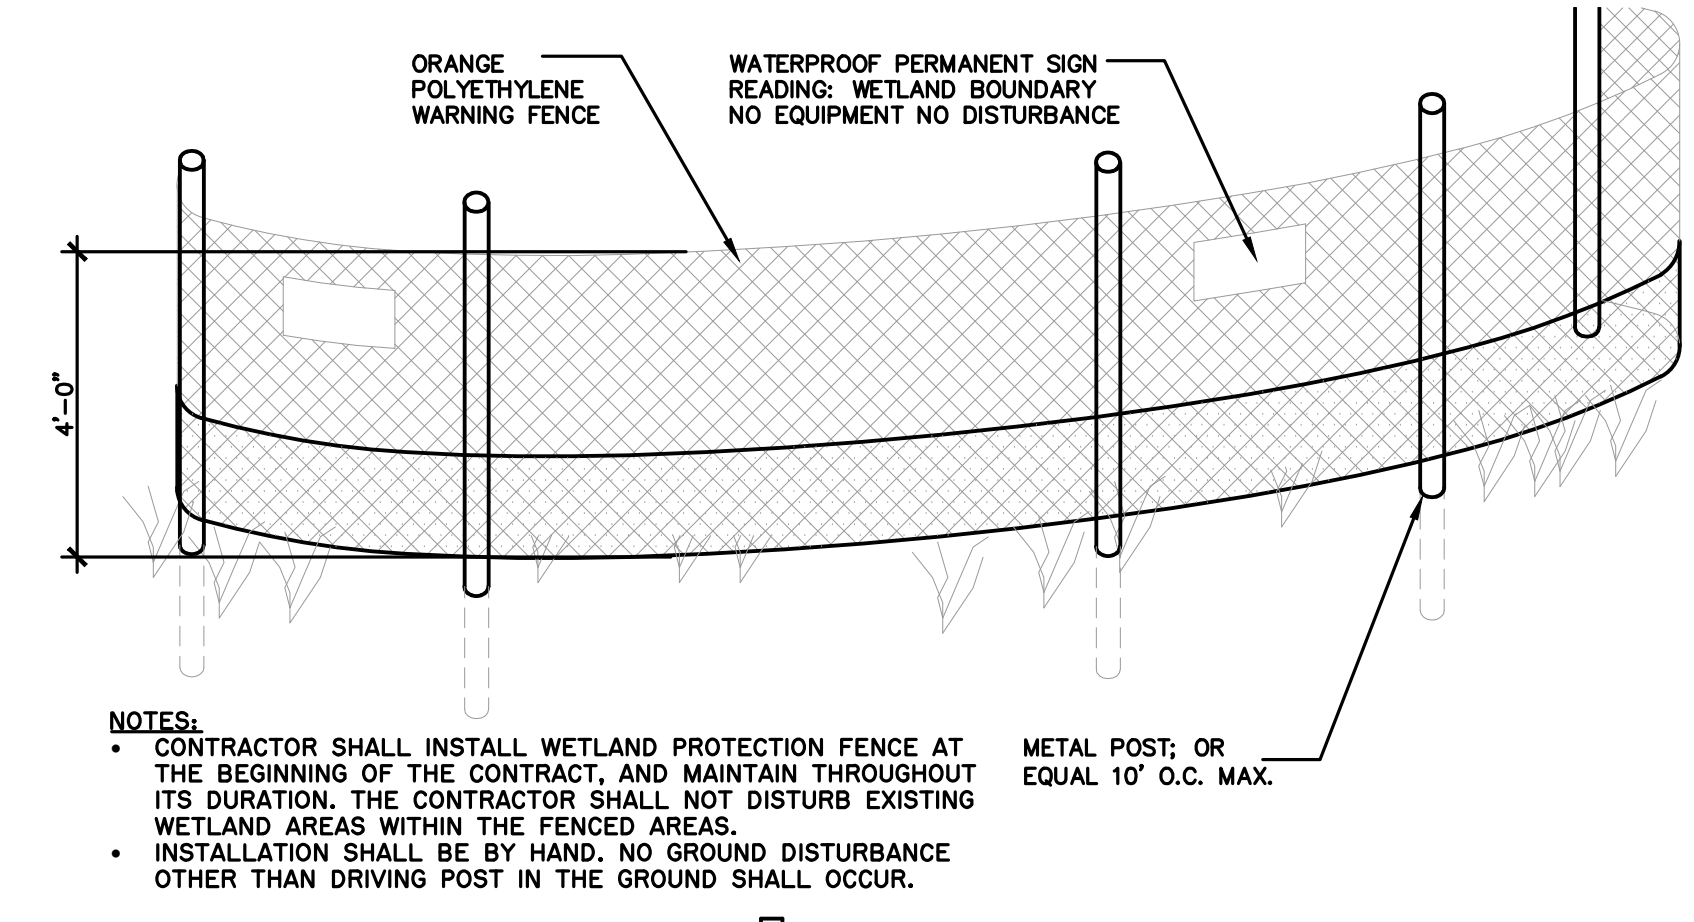 ORANGE
POLYETHYLENE
WARNING FENCE
WATERPROOF PERMANENT SIGN
READING: WETLAND BOUNDARY
NO EQUIPMENT NO DISTURBANCE
4'-0"
NOTES:
• CONTRACTOR SHALL INSTALL WETLAND PROTECTION FENCE AT
THE BEGINNING OF THE CONTRACT, AND MAINTAIN THROUGHOUT
ITS DURATION. THE CONTRACTOR SHALL NOT DISTURB EXISTING
WETLAND AREAS WITHIN THE FENCED AREAS.
• INSTALLATION SHALL BE BY HAND. NO GROUND DISTURBANCE
OTHER THAN DRIVING POST IN THE GROUND SHALL OCCUR.
METAL POST; OR
EQUAL 10' O.C. MAX.